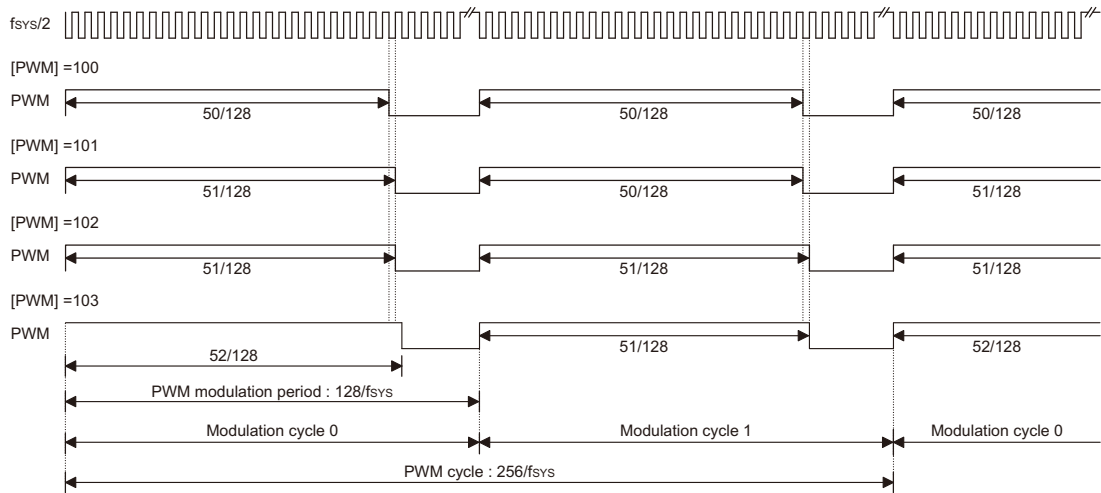 fSYS/2
[PWM] =100
PWM
50/128 50/128 50/128
[PWM] =101
PWM
51/128 50/128 51/128
[PWM] =102
PWM
51/128 51/128 51/128
[PWM] =103
PWM
52/128 51/128 52/128
PWM modulation period : 128/fSYS
Modulation cycle 0 Modulation cycle 1 Modulation cycle 0
PWM cycle : 256/fSYS